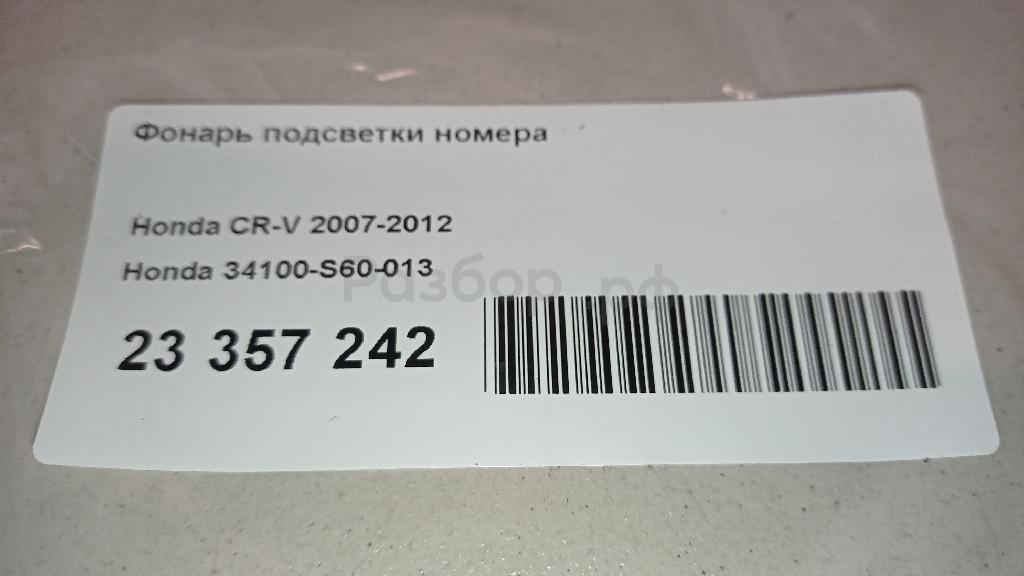 Фонарь подсветки номера
Honda CR-V 2007-2012
Honda 34100-S60-013
Разбор.рф
23 357 242